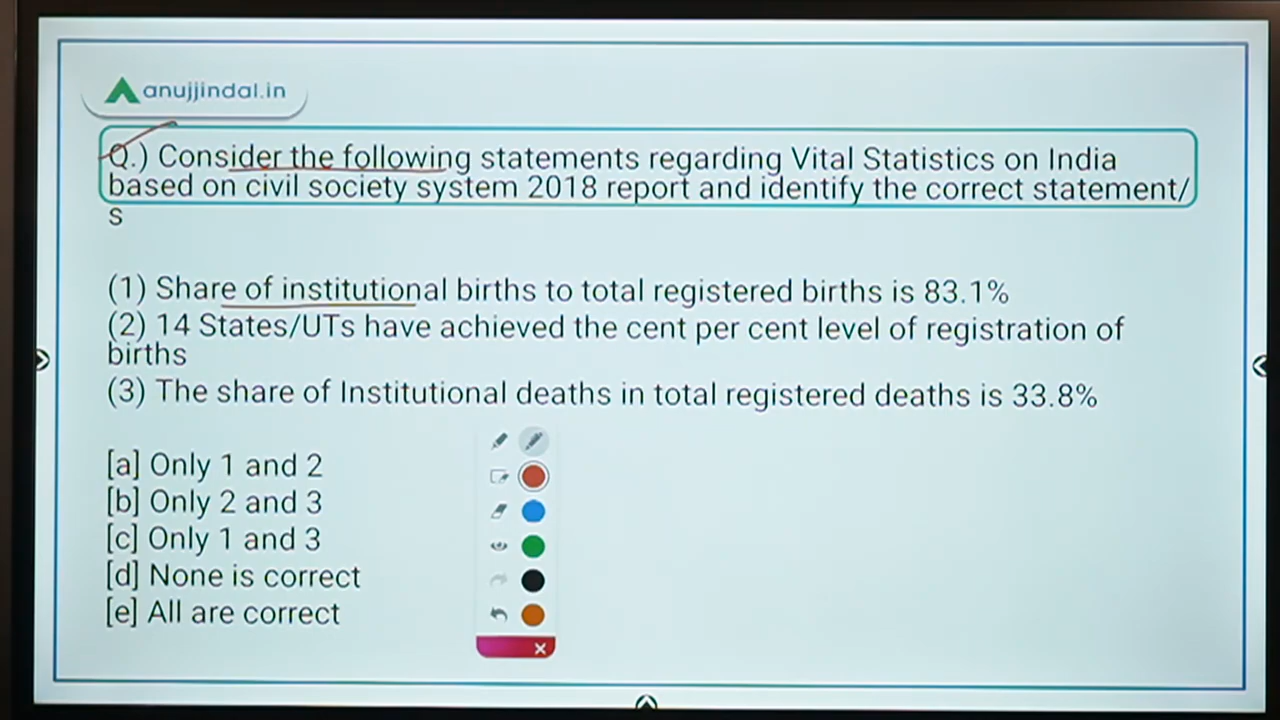 anujjindal.in
Q.) Consider the following statements regarding Vital Statistics on India
based on civil society system 2018 report and identify the correct statement/
s
(1) Share of institutional births to total registered births is 83.1%
(2) 14 States/UTs have achieved the cent per cent level of registration of
births
(3) The share of Institutional deaths in total registered deaths is 33.8%
[a] Only 1 and 2
[b] Only 2 and 3
[c] Only 1 and 3
[d] None is correct
[e] All are correct